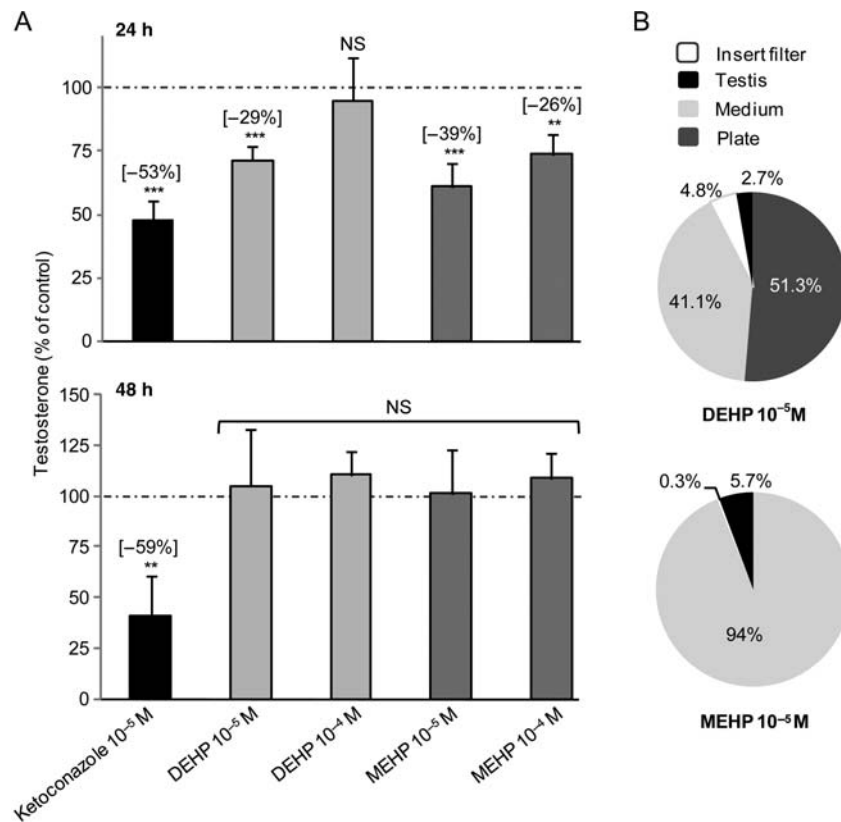 A
24 h
Testosterone (% of control)
100
75
50
25
0
[–53%]
***
[–29%]
***
NS
[–39%]
***
[–26%]
**
48 h
150
125
100
75
50
25
0
[–59%]
**
NS
Ketoconazole 10⁻⁵ M
DEHP 10⁻⁵ M
DEHP 10⁻⁴ M
MEHP 10⁻⁵ M
MEHP 10⁻⁴ M
B
Insert filter
Testis
Medium
Plate
4.8%
2.7%
41.1%
51.3%
DEHP 10⁻⁵M
0.3%
5.7%
94%
MEHP 10⁻⁵M